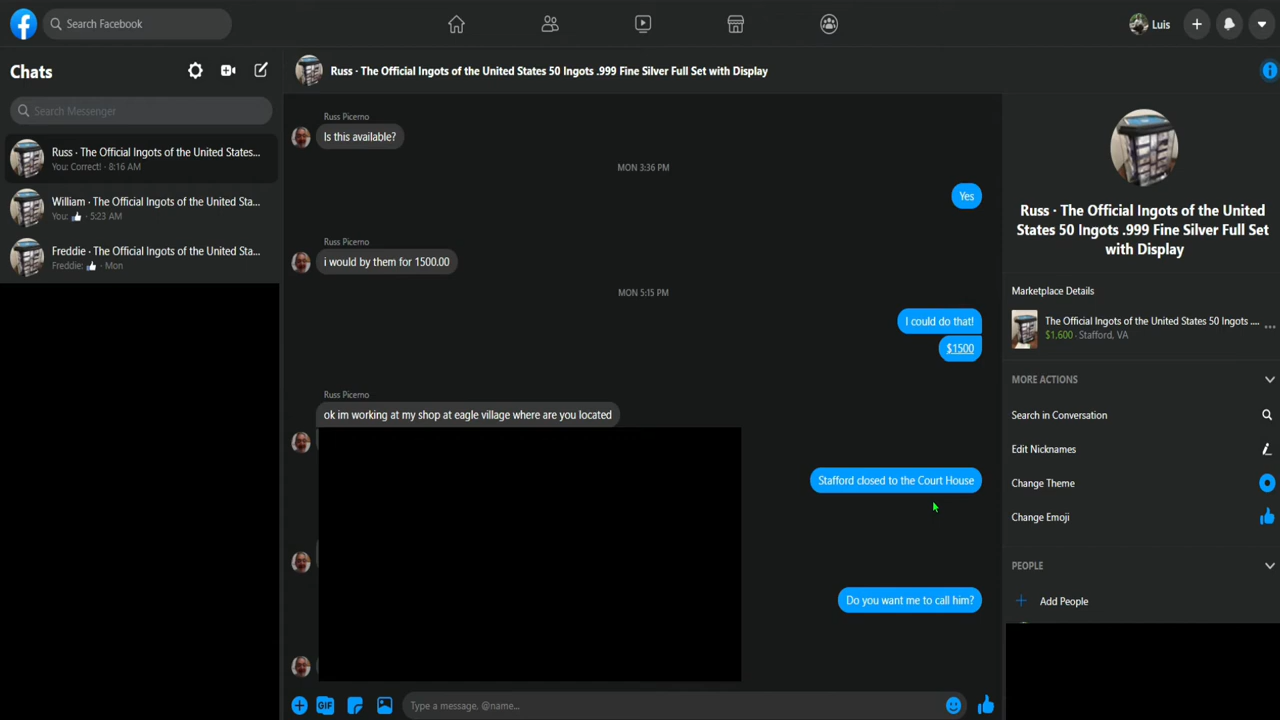 Search Facebook
Luis
Chats
Search Messenger
Russ · The Official Ingots of the United States...
You: Correct! · 8:16 AM
William · The Official Ingots of the United Sta...
You: 👍 · 5:23 AM
Freddie · The Official Ingots of the United Sta...
Freddie: 👍 · Mon
Russ · The Official Ingots of the United States 50 Ingots .999 Fine Silver Full Set with Display
Russ Picerno
Is this available?
MON 3:36 PM
Yes
Russ Picerno
i would by them for 1500.00
MON 5:15 PM
I could do that!
$1500
Russ Picerno
ok im working at my shop at eagle village where are you located
Stafford closed to the Court House
Do you want me to call him?
GIF
Type a message, @name...
Russ · The Official Ingots of the United
States 50 Ingots .999 Fine Silver Full Set
with Display
Marketplace Details
The Official Ingots of the United States 50 Ingots ....
$1,600 · Stafford, VA
MORE ACTIONS
Search in Conversation
Edit Nicknames
Change Theme
Change Emoji
PEOPLE
Add People